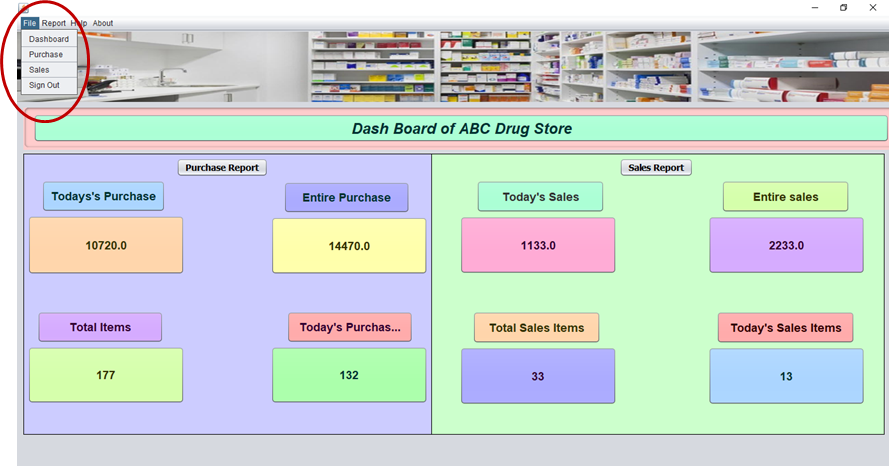 File Report Help About
Dashboard
Purchase
Sales
Sign Out
Dash Board of ABC Drug Store
Purchase Report
Todays's Purchase
Entire Purchase
10720.0
14470.0
Total Items
Today's Purchas...
177
132
Sales Report
Today's Sales
Entire sales
1133.0
2233.0
Total Sales Items
Today's Sales Items
33
13